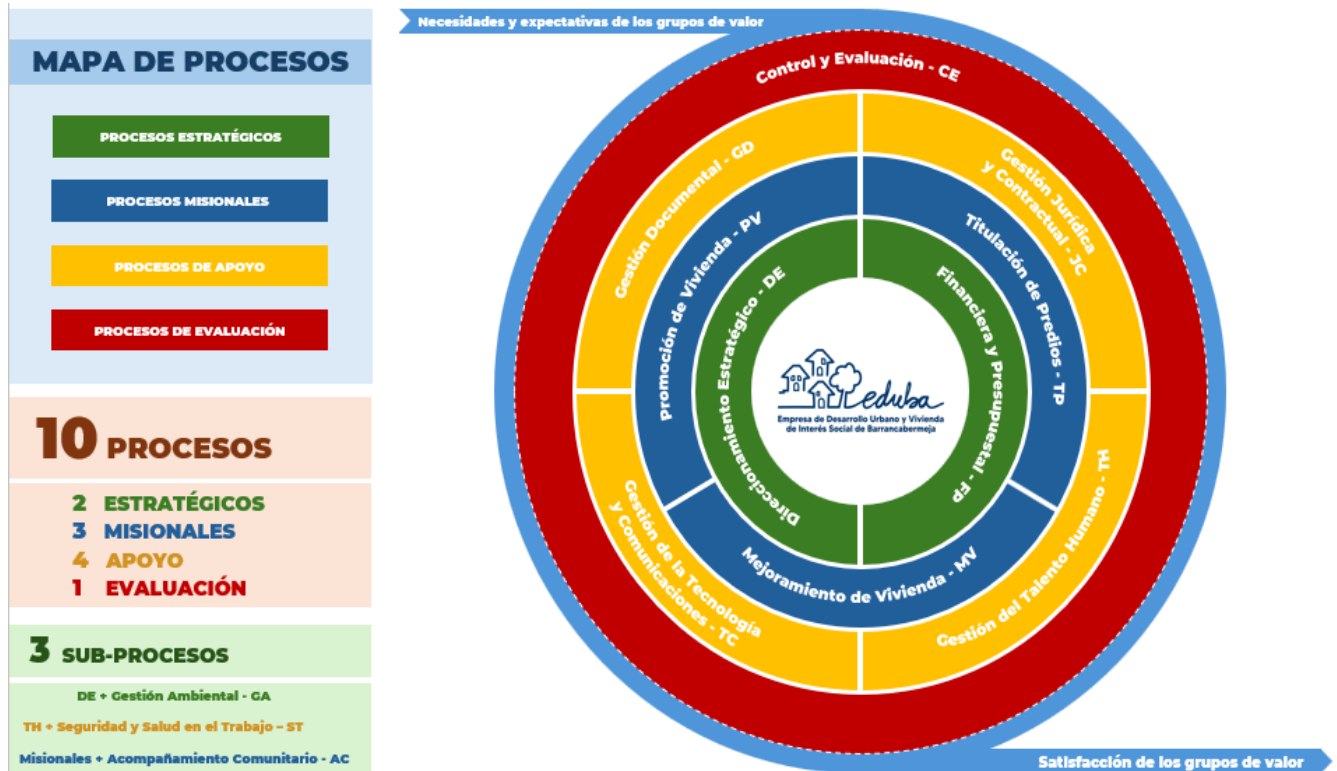 MAPA DE PROCESOS
PROCESOS ESTRATÉGICOS
PROCESOS MISIONALES
PROCESOS DE APOYO
PROCESOS DE EVALUACIÓN
10 PROCESOS
2 ESTRATÉGICOS
3 MISIONALES
4 APOYO
1 EVALUACIÓN
3 SUB-PROCESOS
DE + Gestión Ambiental - GA
TH + Seguridad y Salud en el Trabajo – ST
Misionales + Acompañamiento Comunitario - AC
Necesidades y expectativas de los grupos de valor
Control y Evaluación - CE
Gestión Documental - GD
Gestión Jurídica
y Contractual - JC
Promoción de Vivienda - PV
Titulación de Predios - TP
Direccionamiento Estratégico - DE
Financiera y Presupuestal - FP
eduba
Empresa de Desarrollo Urbano y Vivienda
de Interés Social de Barrancabermeja
Mejoramiento de Vivienda - MV
Gestión de la Tecnología
y Comunicaciones - TC
Gestión del Talento Humano - TH
Satisfacción de los grupos de valor